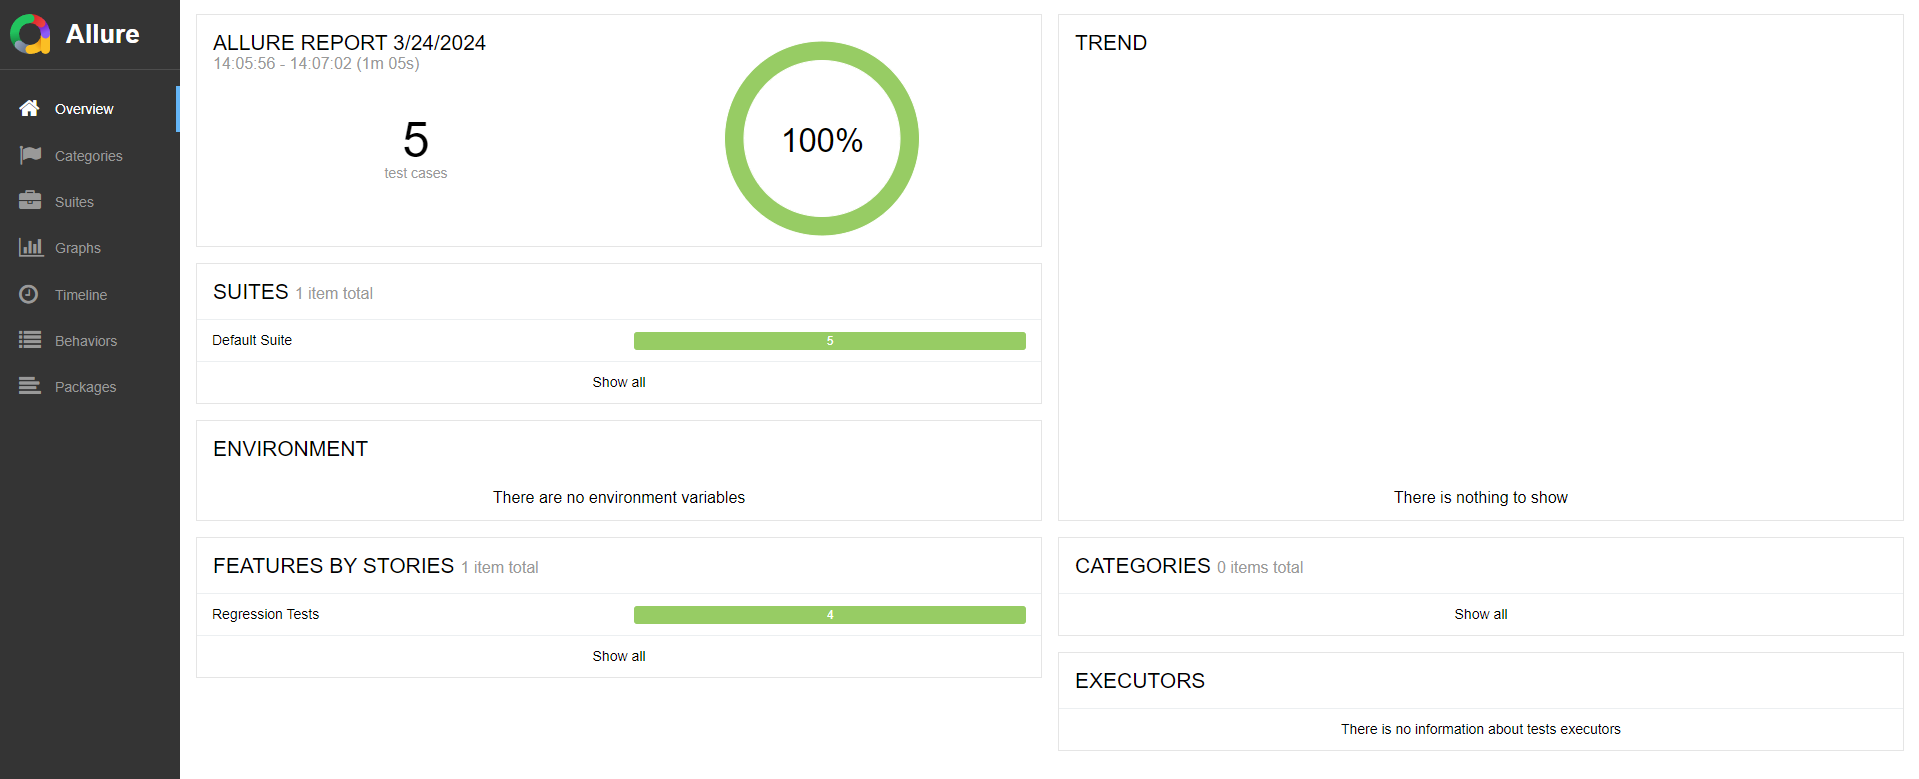 Allure
Overview
Categories
Suites
Graphs
Timeline
Behaviors
Packages
ALLURE REPORT 3/24/2024
14:05:56 - 14:07:02 (1m 05s)
5
test cases
100%
SUITES 1 item total
Default Suite 5
Show all
ENVIRONMENT
There are no environment variables
FEATURES BY STORIES 1 item total
Regression Tests 4
Show all
TREND
There is nothing to show
CATEGORIES 0 items total
Show all
EXECUTORS
There is no information about tests executors